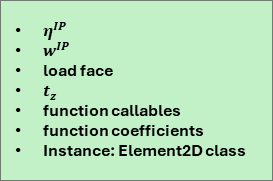 • η^IP
• w^IP
• load face
• t_z
• function callables
• function coefficients
• Instance: Element2D class